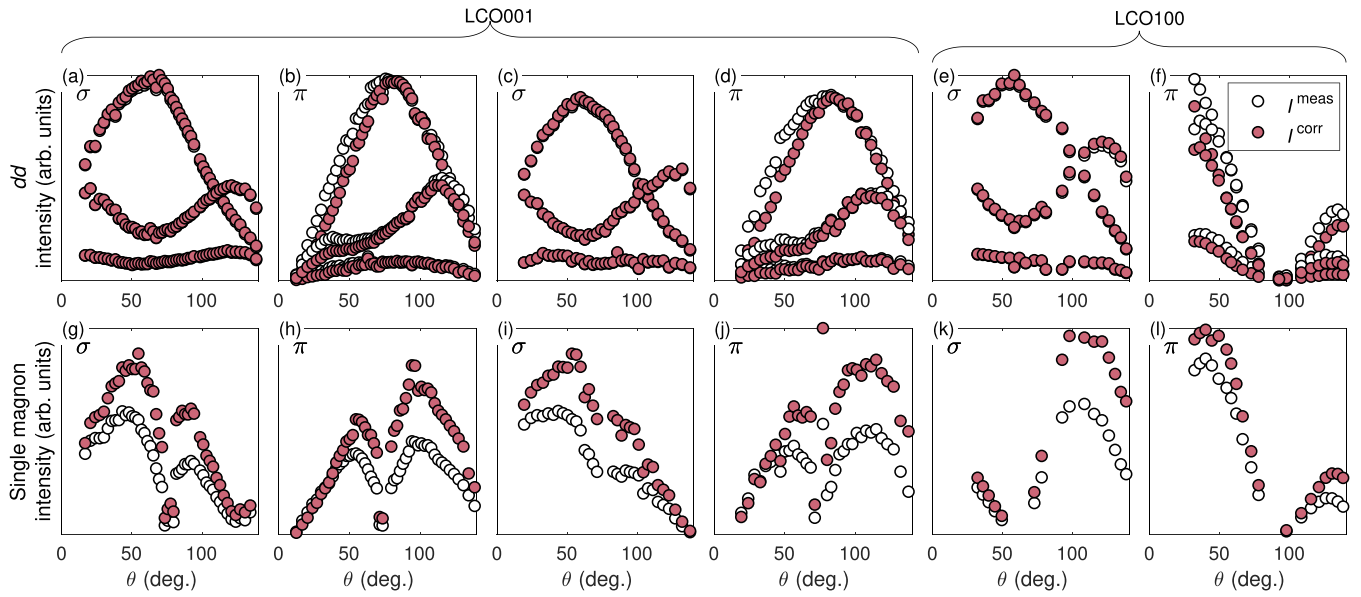 LCO001 LCO100
(a) (b) (c) (d) (e) (f)
σ π σ π σ π
I meas
I corr
dd
intensity (arb. units)
0 50 100 0 50 100 0 50 100 0 50 100 0 50 100 0 50 100
(g) (h) (i) (j) (k) (l)
σ π σ π σ π
Single magnon
intensity (arb. units)
0 50 100 0 50 100 0 50 100 0 50 100 0 50 100 0 50 100
θ (deg.) θ (deg.) θ (deg.) θ (deg.) θ (deg.) θ (deg.)